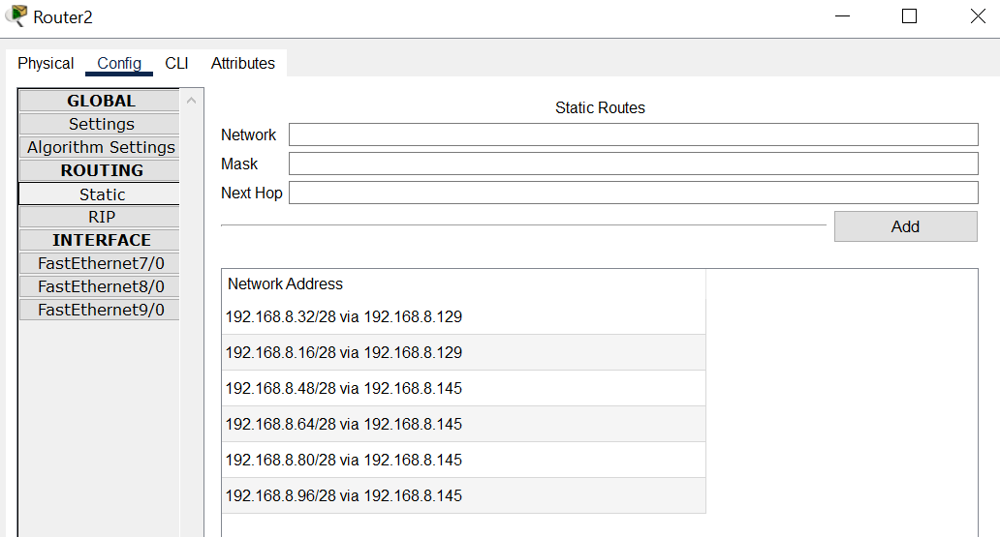 Router2
Physical Config CLI Attributes
GLOBAL
Settings
Algorithm Settings
ROUTING
Static
RIP
INTERFACE
FastEthernet7/0
FastEthernet8/0
FastEthernet9/0
Static Routes
Network
Mask
Next Hop
Add
Network Address
192.168.8.32/28 via 192.168.8.129
192.168.8.16/28 via 192.168.8.129
192.168.8.48/28 via 192.168.8.145
192.168.8.64/28 via 192.168.8.145
192.168.8.80/28 via 192.168.8.145
192.168.8.96/28 via 192.168.8.145